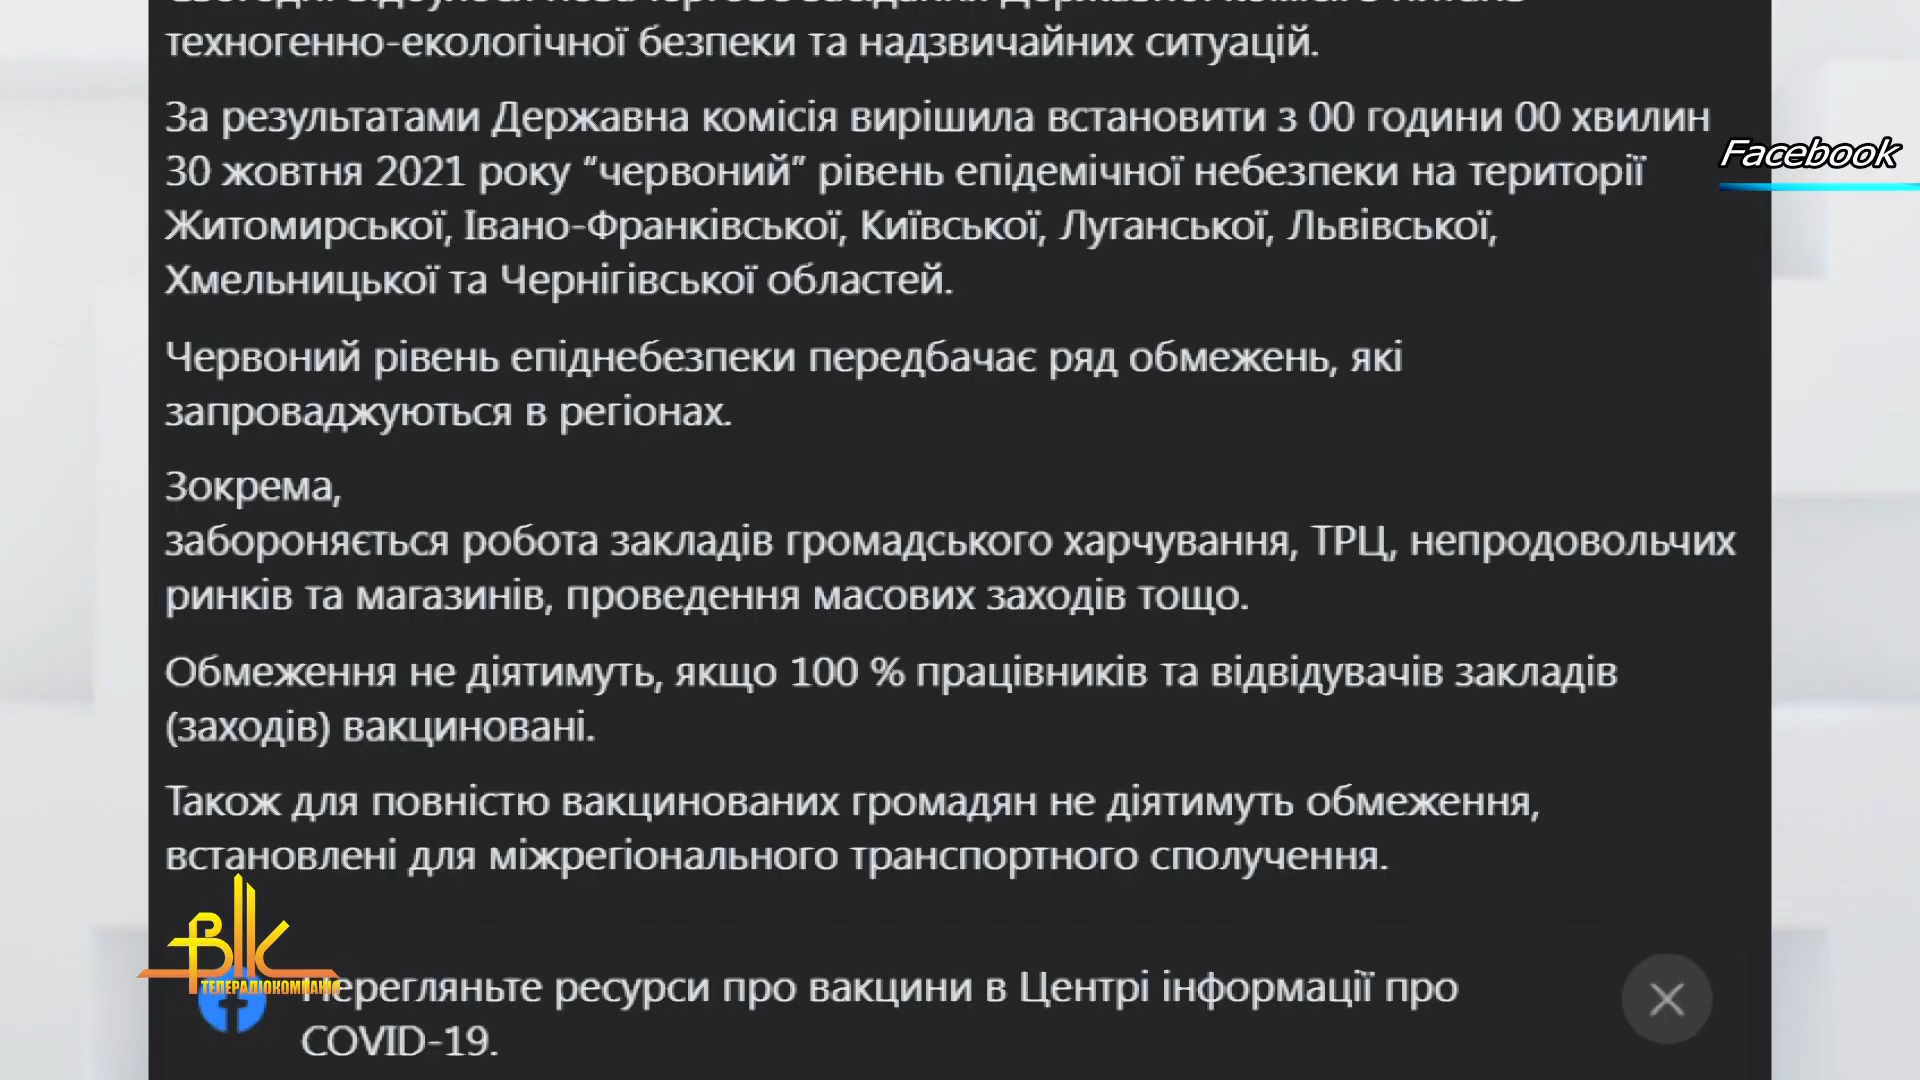 техногенно-екологічної безпеки та надзвичайних ситуацій.
За результатами Державна комісія вирішила встановити з 00 години 00 хвилин
30 жовтня 2021 року “червоний” рівень епідемічної небезпеки на території
Житомирської, Івано-Франківської, Київської, Луганської, Львівської,
Хмельницької та Чернігівської областей.
Facebook
Червоний рівень епіднебезпеки передбачає ряд обмежень, які
запроваджуються в регіонах.
Зокрема,
забороняється робота закладів громадського харчування, ТРЦ, непродовольчих
ринків та магазинів, проведення масових заходів тощо.
Обмеження не діятимуть, якщо 100 % працівників та відвідувачів закладів
(заходів) вакциновані.
Також для повністю вакцинованих громадян не діятимуть обмеження,
встановлені для міжрегіонального транспортного сполучення.
ВІК
ТЕЛЕРАДІОКОМПАНІЯ
Перегляньте ресурси про вакцини в Центрі інформації про
COVID-19.